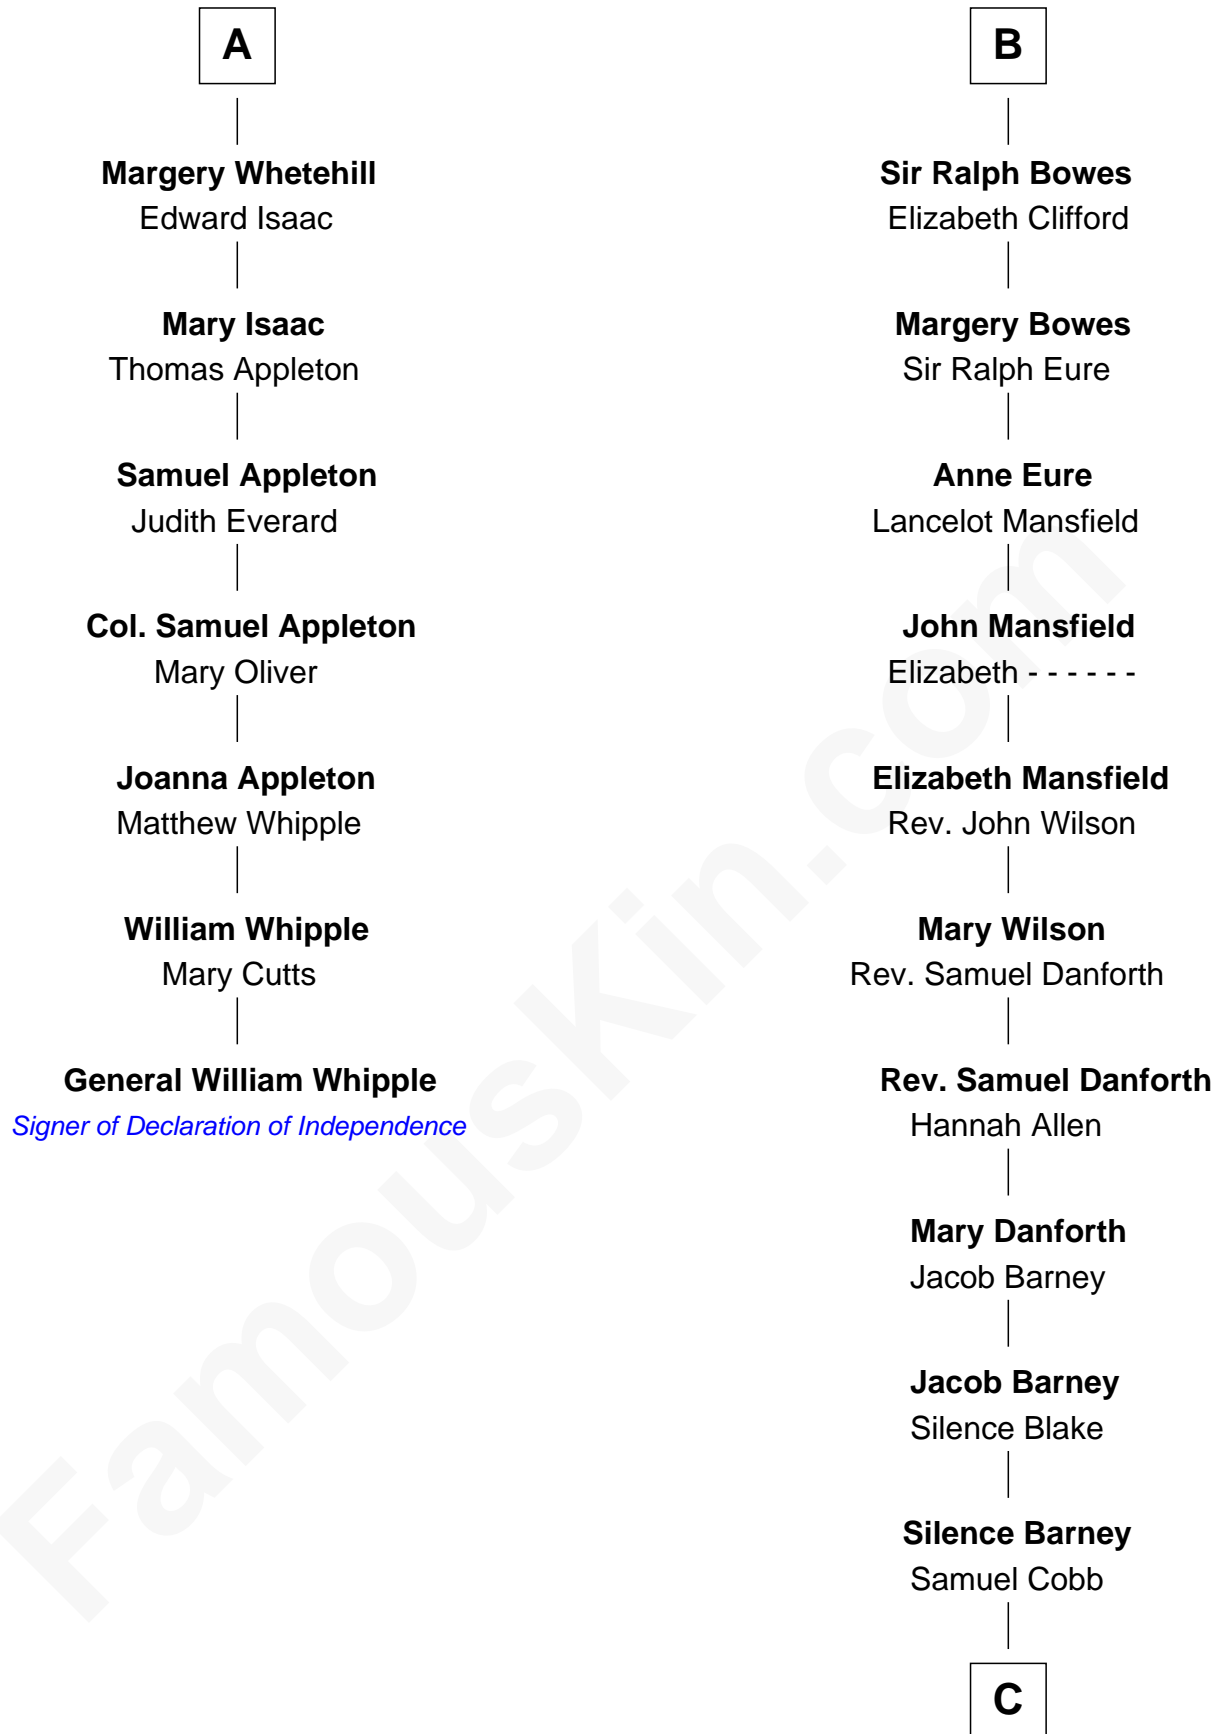 A
Margery Whetehill
Edward Isaac
Mary Isaac
Thomas Appleton
Samuel Appleton
Judith Everard
Col. Samuel Appleton
Mary Oliver
Joanna Appleton
Matthew Whipple
William Whipple
Mary Cutts
General William Whipple
Signer of Declaration of Independence
B
Sir Ralph Bowes
Elizabeth Clifford
Margery Bowes
Sir Ralph Eure
Anne Eure
Lancelot Mansfield
John Mansfield
Elizabeth - - - - - -
Elizabeth Mansfield
Rev. John Wilson
Mary Wilson
Rev. Samuel Danforth
Rev. Samuel Danforth
Hannah Allen
Mary Danforth
Jacob Barney
Jacob Barney
Silence Blake
Silence Barney
Samuel Cobb
C
FamousKin.com